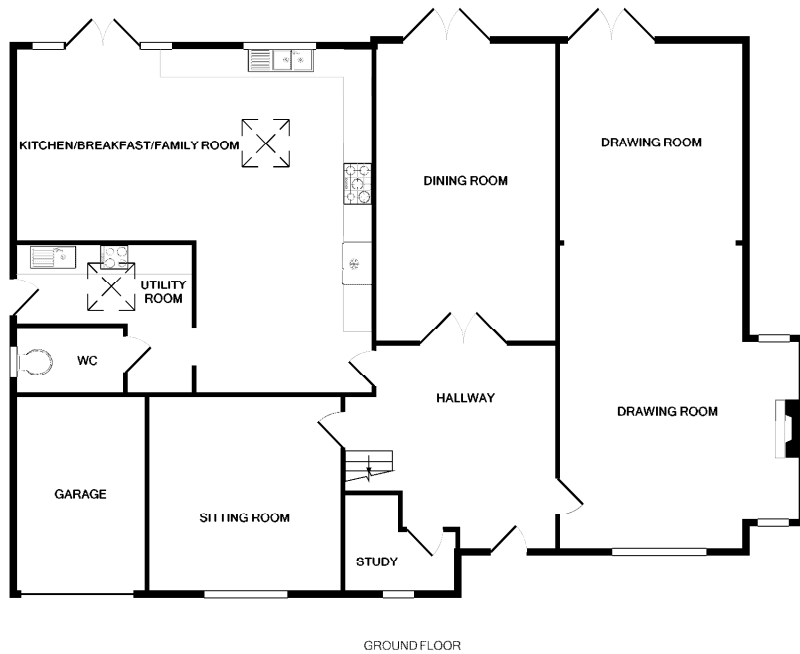 KITCHEN/BREAKFAST/FAMILY ROOM
DINING ROOM
DRAWING ROOM
UTILITY
ROOM
WC
HALLWAY
DRAWING ROOM
GARAGE
SITTING ROOM
STUDY
GROUND FLOOR